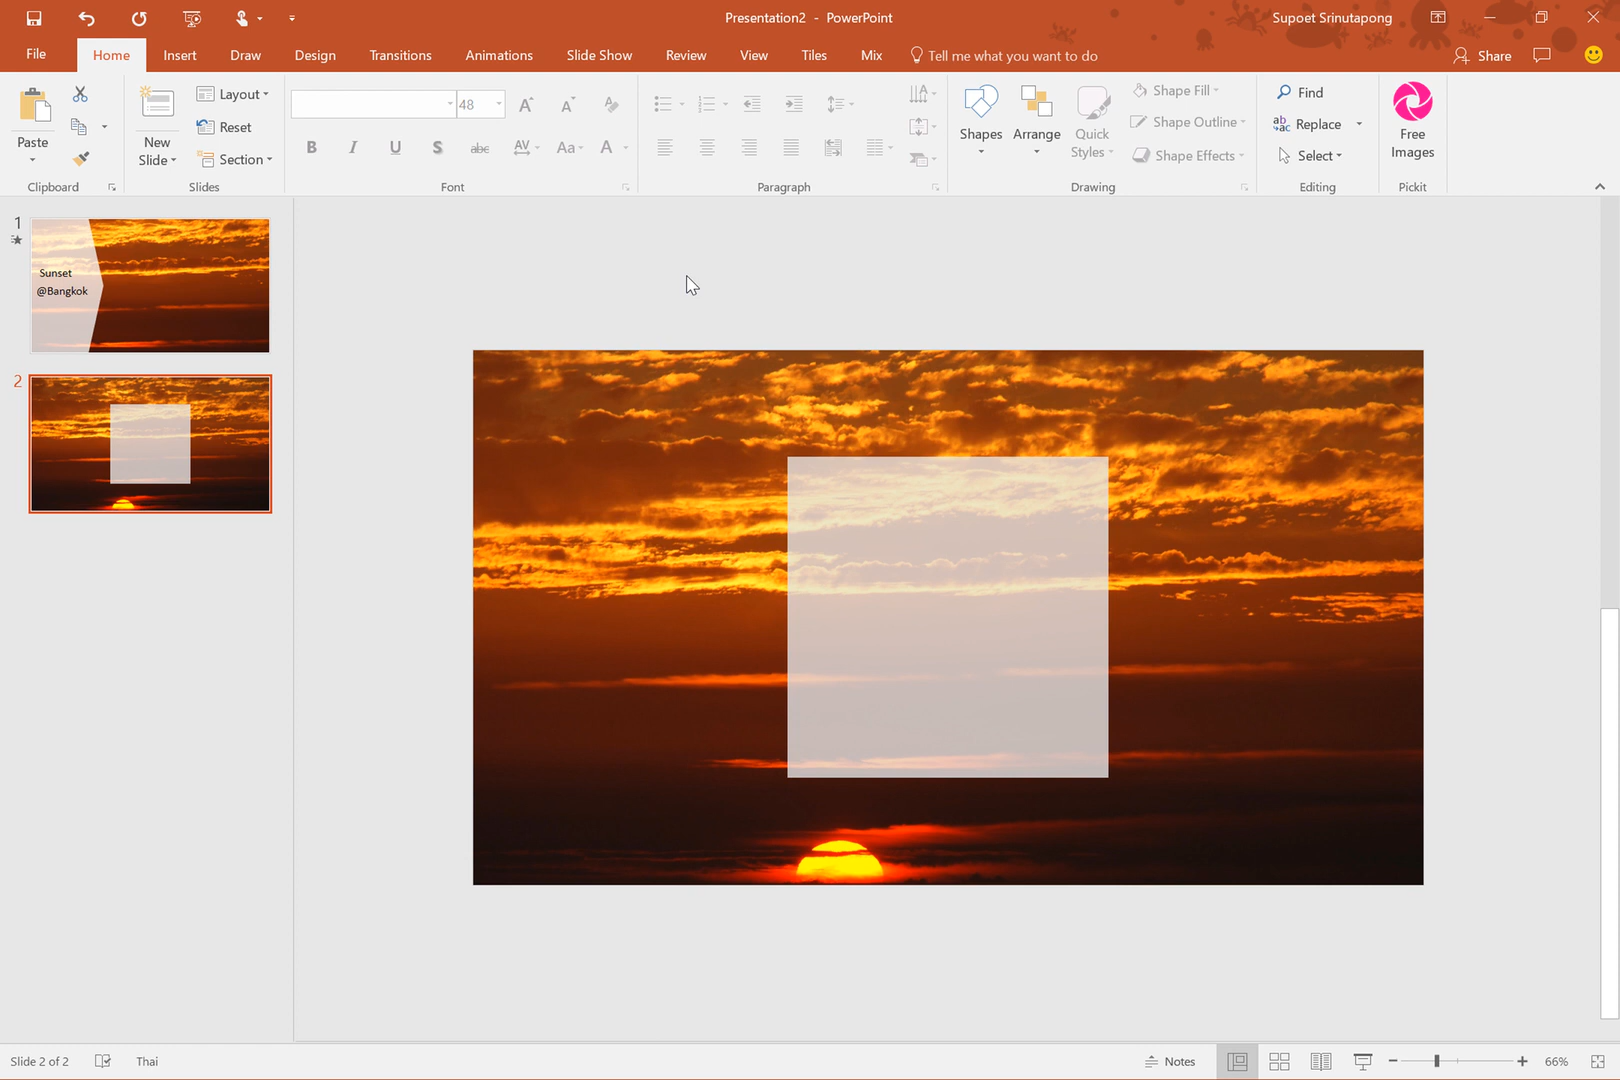 Presentation2 - PowerPoint
Supoet Srinutapong
File Home Insert Draw Design Transitions Animations Slide Show Review View Tiles Mix Tell me what you want to do Share
Paste
New
Slide
Layout
Reset
Section
48
B I U S abc AV Aa A
Shapes
Arrange
Quick
Styles
Shape Fill
Shape Outline
Shape Effects
Find
Replace
Select
Free
Images
Clipboard Slides Font Paragraph Drawing Editing Pickit
1
Sunset
@Bangkok
2
Slide 2 of 2 Thai Notes 66%